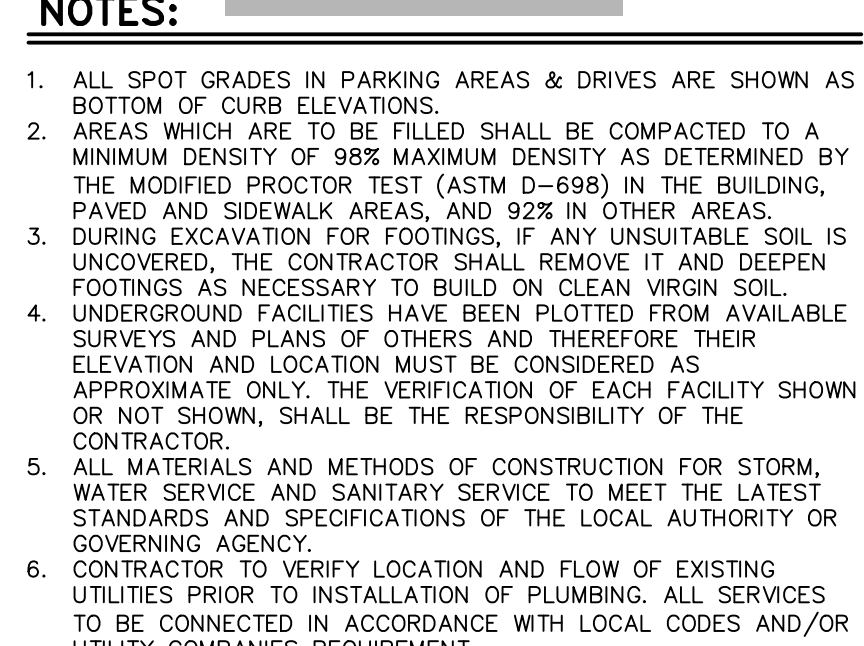 NOTES:
1. ALL SPOT GRADES IN PARKING AREAS & DRIVES ARE SHOWN AS
BOTTOM OF CURB ELEVATIONS.
2. AREAS WHICH ARE TO BE FILLED SHALL BE COMPACTED TO A
MINIMUM DENSITY OF 98% MAXIMUM DENSITY AS DETERMINED BY
THE MODIFIED PROCTOR TEST (ASTM D-698) IN THE BUILDING,
PAVED AND SIDEWALK AREAS, AND 92% IN OTHER AREAS.
3. DURING EXCAVATION FOR FOOTINGS, IF ANY UNSUITABLE SOIL IS
UNCOVERED, THE CONTRACTOR SHALL REMOVE IT AND DEEPEN
FOOTINGS AS NECESSARY TO BUILD ON CLEAN VIRGIN SOIL.
4. UNDERGROUND FACILITIES HAVE BEEN PLOTTED FROM AVAILABLE
SURVEYS AND PLANS OF OTHERS AND THEREFORE THEIR
ELEVATION AND LOCATION MUST BE CONSIDERED AS
APPROXIMATE ONLY. THE VERIFICATION OF EACH FACILITY SHOWN
OR NOT SHOWN, SHALL BE THE RESPONSIBILITY OF THE
CONTRACTOR.
5. ALL MATERIALS AND METHODS OF CONSTRUCTION FOR STORM,
WATER SERVICE AND SANITARY SERVICE TO MEET THE LATEST
STANDARDS AND SPECIFICATIONS OF THE LOCAL AUTHORITY OR
GOVERNING AGENCY.
6. CONTRACTOR TO VERIFY LOCATION AND FLOW OF EXISTING
UTILITIES PRIOR TO INSTALLATION OF PLUMBING. ALL SERVICES
TO BE CONNECTED IN ACCORDANCE WITH LOCAL CODES AND/OR
UTILITY COMPANIES REQUIREMENT